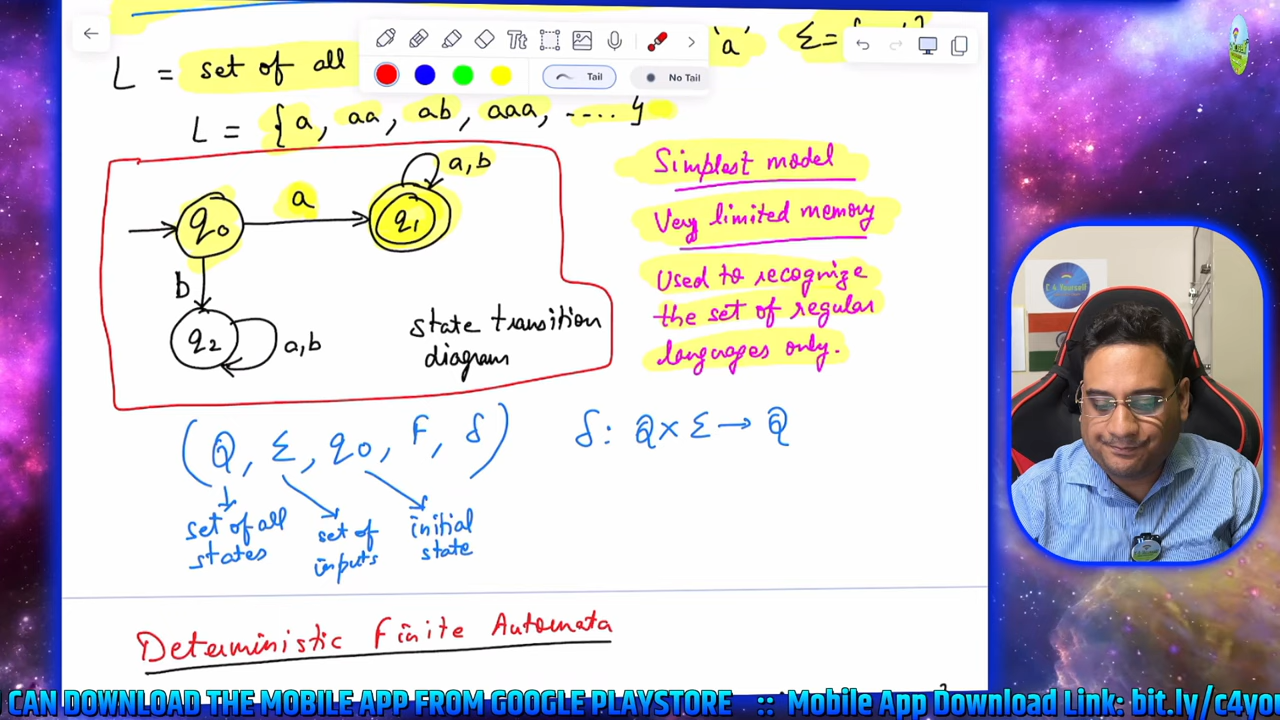 L = set of all 'a' Σ=
Tt
Tail No Tail
L = {a, aa, ab, aaa, ----}
a,b
a
q0
q1
b
q2
a,b
state transition
diagram
Simplest model
Very limited memory
Used to recognize
the set of regular
languages only.
(Q, Σ, q0, F, δ)
δ: Q×Σ→Q
set of all
states
set of
inputs
initial
state
Deterministic Finite Automata
CAN DOWNLOAD THE MOBILE APP FROM GOOGLE PLAYSTORE :: Mobile App Download Link: bit.ly/c4you